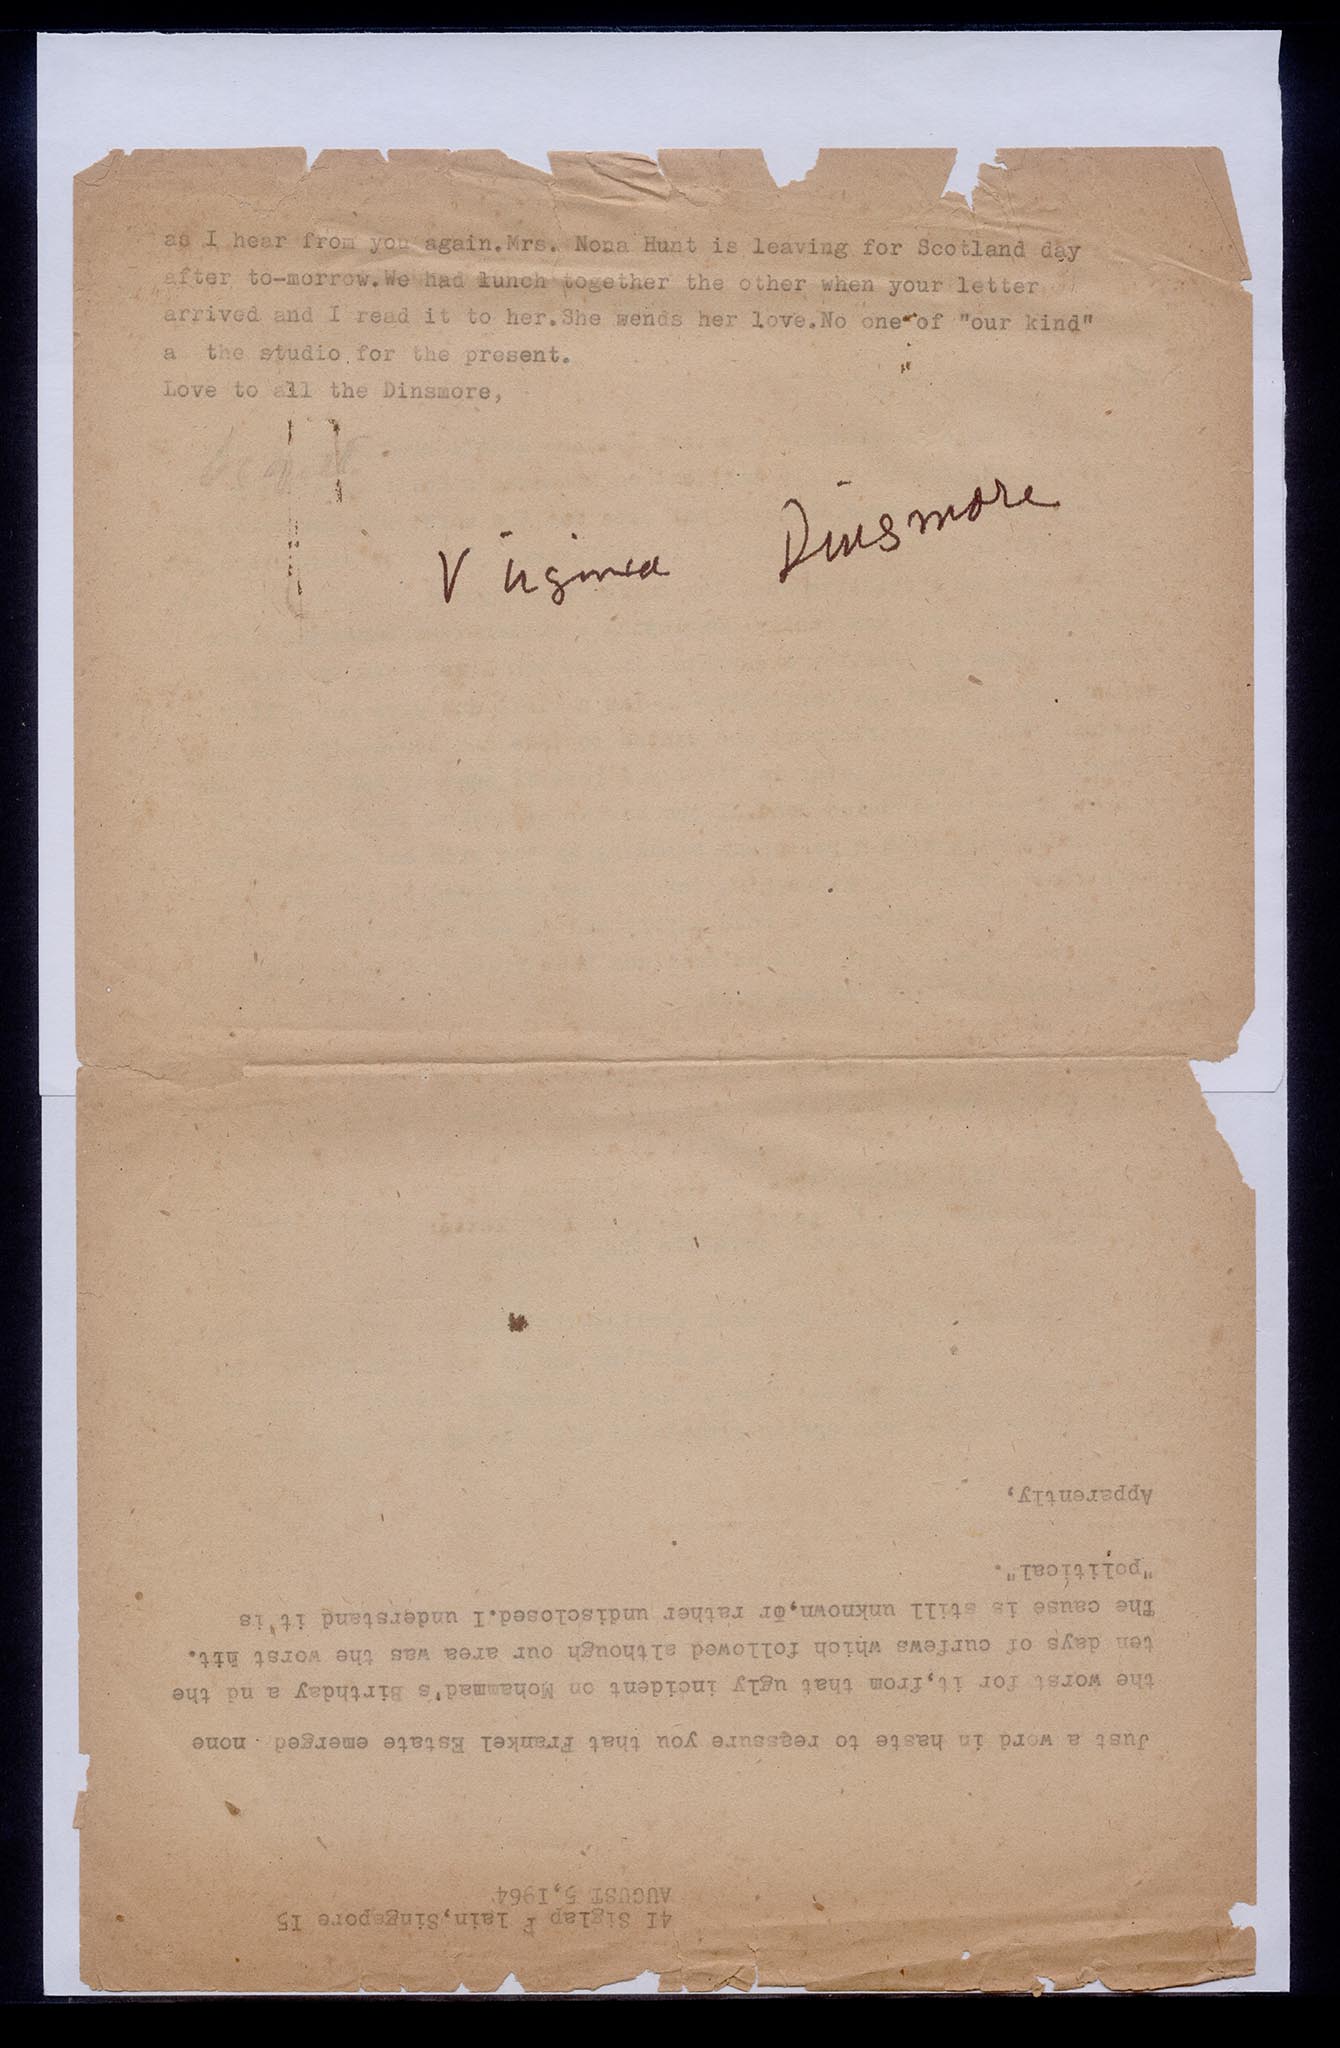 as I hear from you again.Mrs. Nona Hunt is leaving for Scotland day
after to-morrow.We had lunch together the other when your letter
arrived and I read it to her.She sends her love.No one of "our kind"
a the studio for the present.
Love to all the Dinsmore,
Virginia Dinsmore
4I Siglap P lain,Singapore I5
AUGUST 5,I964
Just a word in haste to reassure you that Frankel Estate emerged none
the worst for it,from that ugly incident on Mohammad's Birthday a nd the
ten days of curfews which followed although our area was the worst hit.
The cause is still unknown,or rather undisclosed.I understand it is
"political".
Apparently,